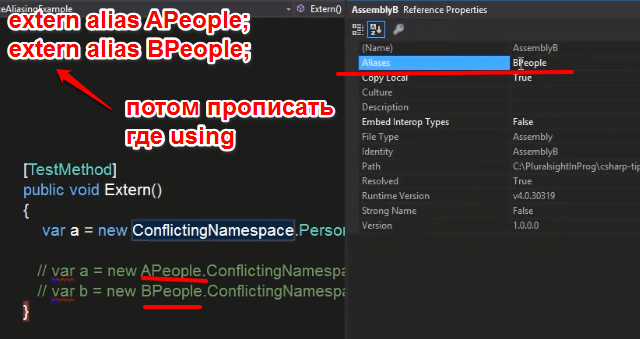 eAliasingExample
Extern()
extern alias APeople;
extern alias BPeople;
потом прописать
где using
[TestMethod]
public void Extern()
{
var a = new ConflictingNamespace.Person
// var a = new APeople.ConflictingNamespa
// var b = new BPeople.ConflictingNamespa
}
AssemblyB Reference Properties
(Name) AssemblyB
Aliases BPeople
Copy Local True
Culture
Description
Embed Interop Types False
File Type Assembly
Identity AssemblyB
Path C:\PluralsightInProg\csharp-tip
Resolved True
Runtime Version v4.0.30319
Strong Name False
Version 1.0.0.0